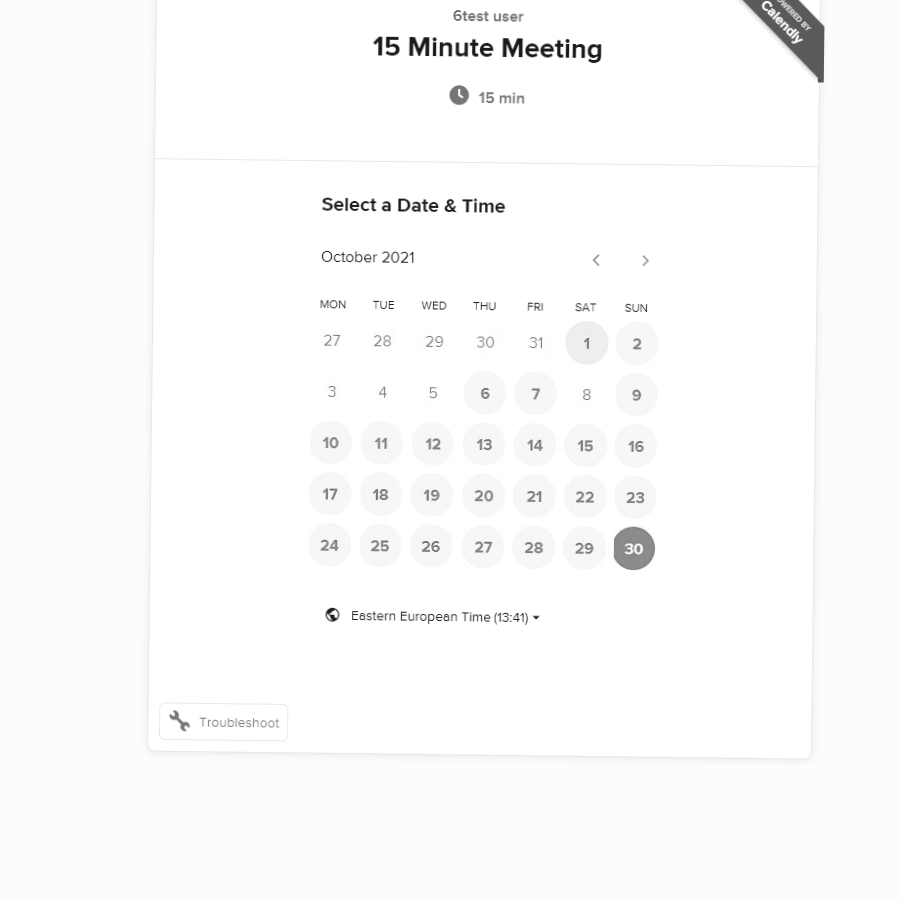 6test user
15 Minute Meeting
15 min
POWERED BY
Calendly
Select a Date & Time
October 2021
MON TUE WED THU FRI SAT SUN
27 28 29 30 31 1 2
3 4 5 6 7 8 9
10 11 12 13 14 15 16
17 18 19 20 21 22 23
24 25 26 27 28 29 30
Eastern European Time (13:41)
Troubleshoot